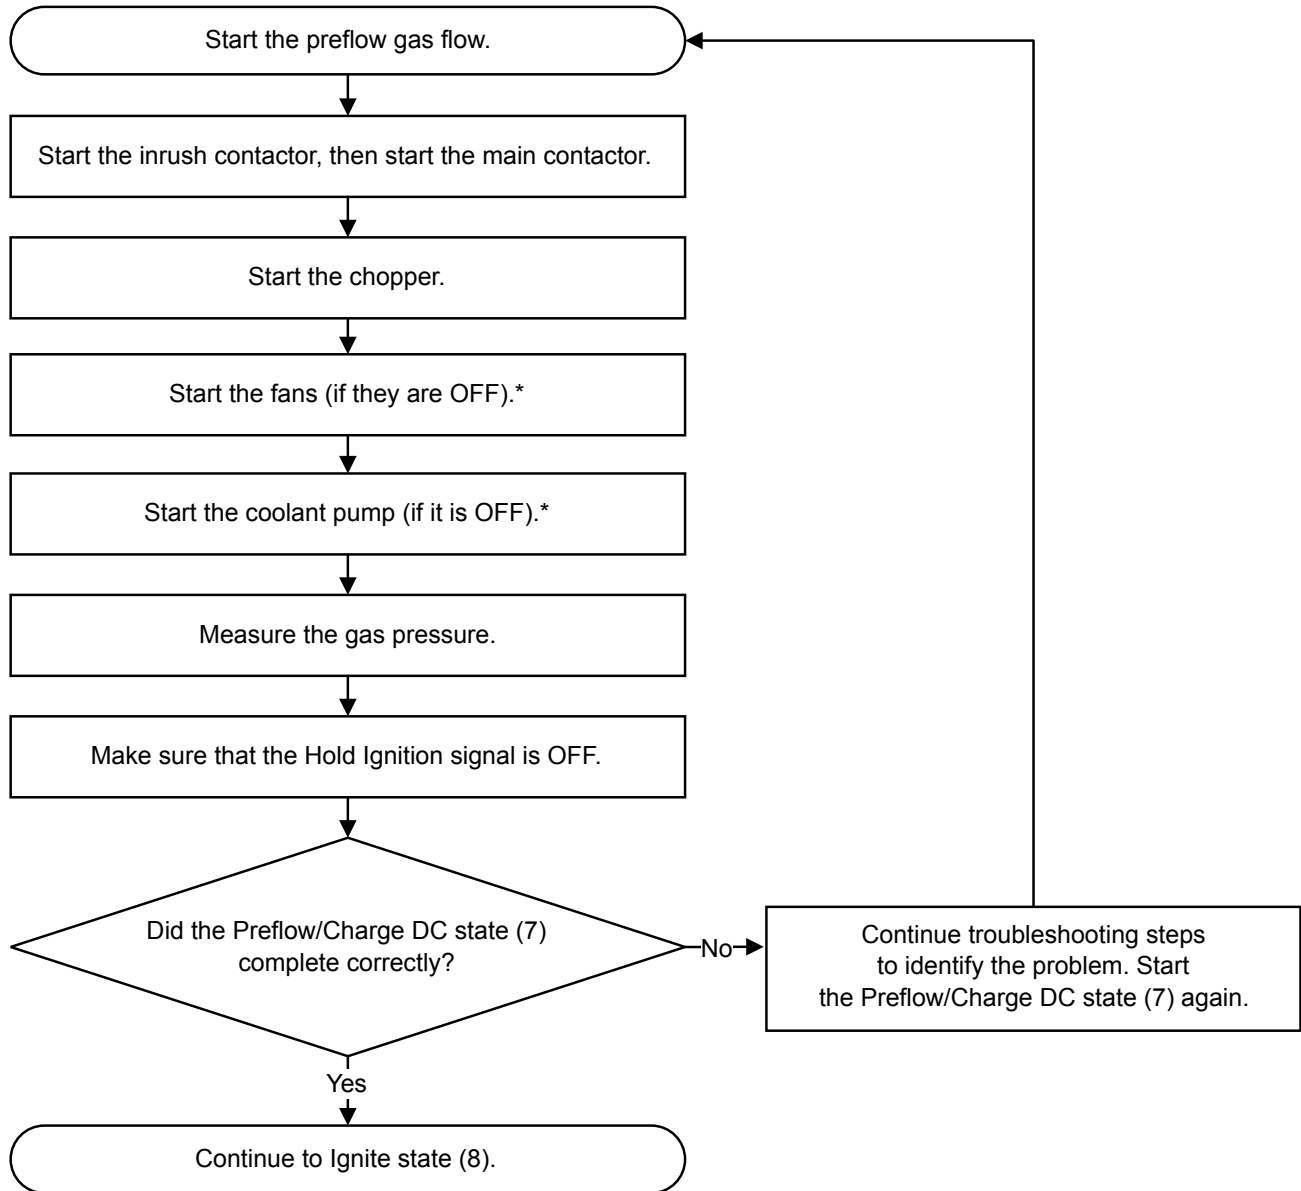 Start the preflow gas flow.
Start the inrush contactor, then start the main contactor.
Start the chopper.
Start the fans (if they are OFF).*
Start the coolant pump (if it is OFF).*
Measure the gas pressure.
Make sure that the Hold Ignition signal is OFF.
Did the Preflow/Charge DC state (7)
complete correctly?
No
Continue troubleshooting steps
to identify the problem. Start
the Preflow/Charge DC state (7) again.
Yes
Continue to Ignite state (8).